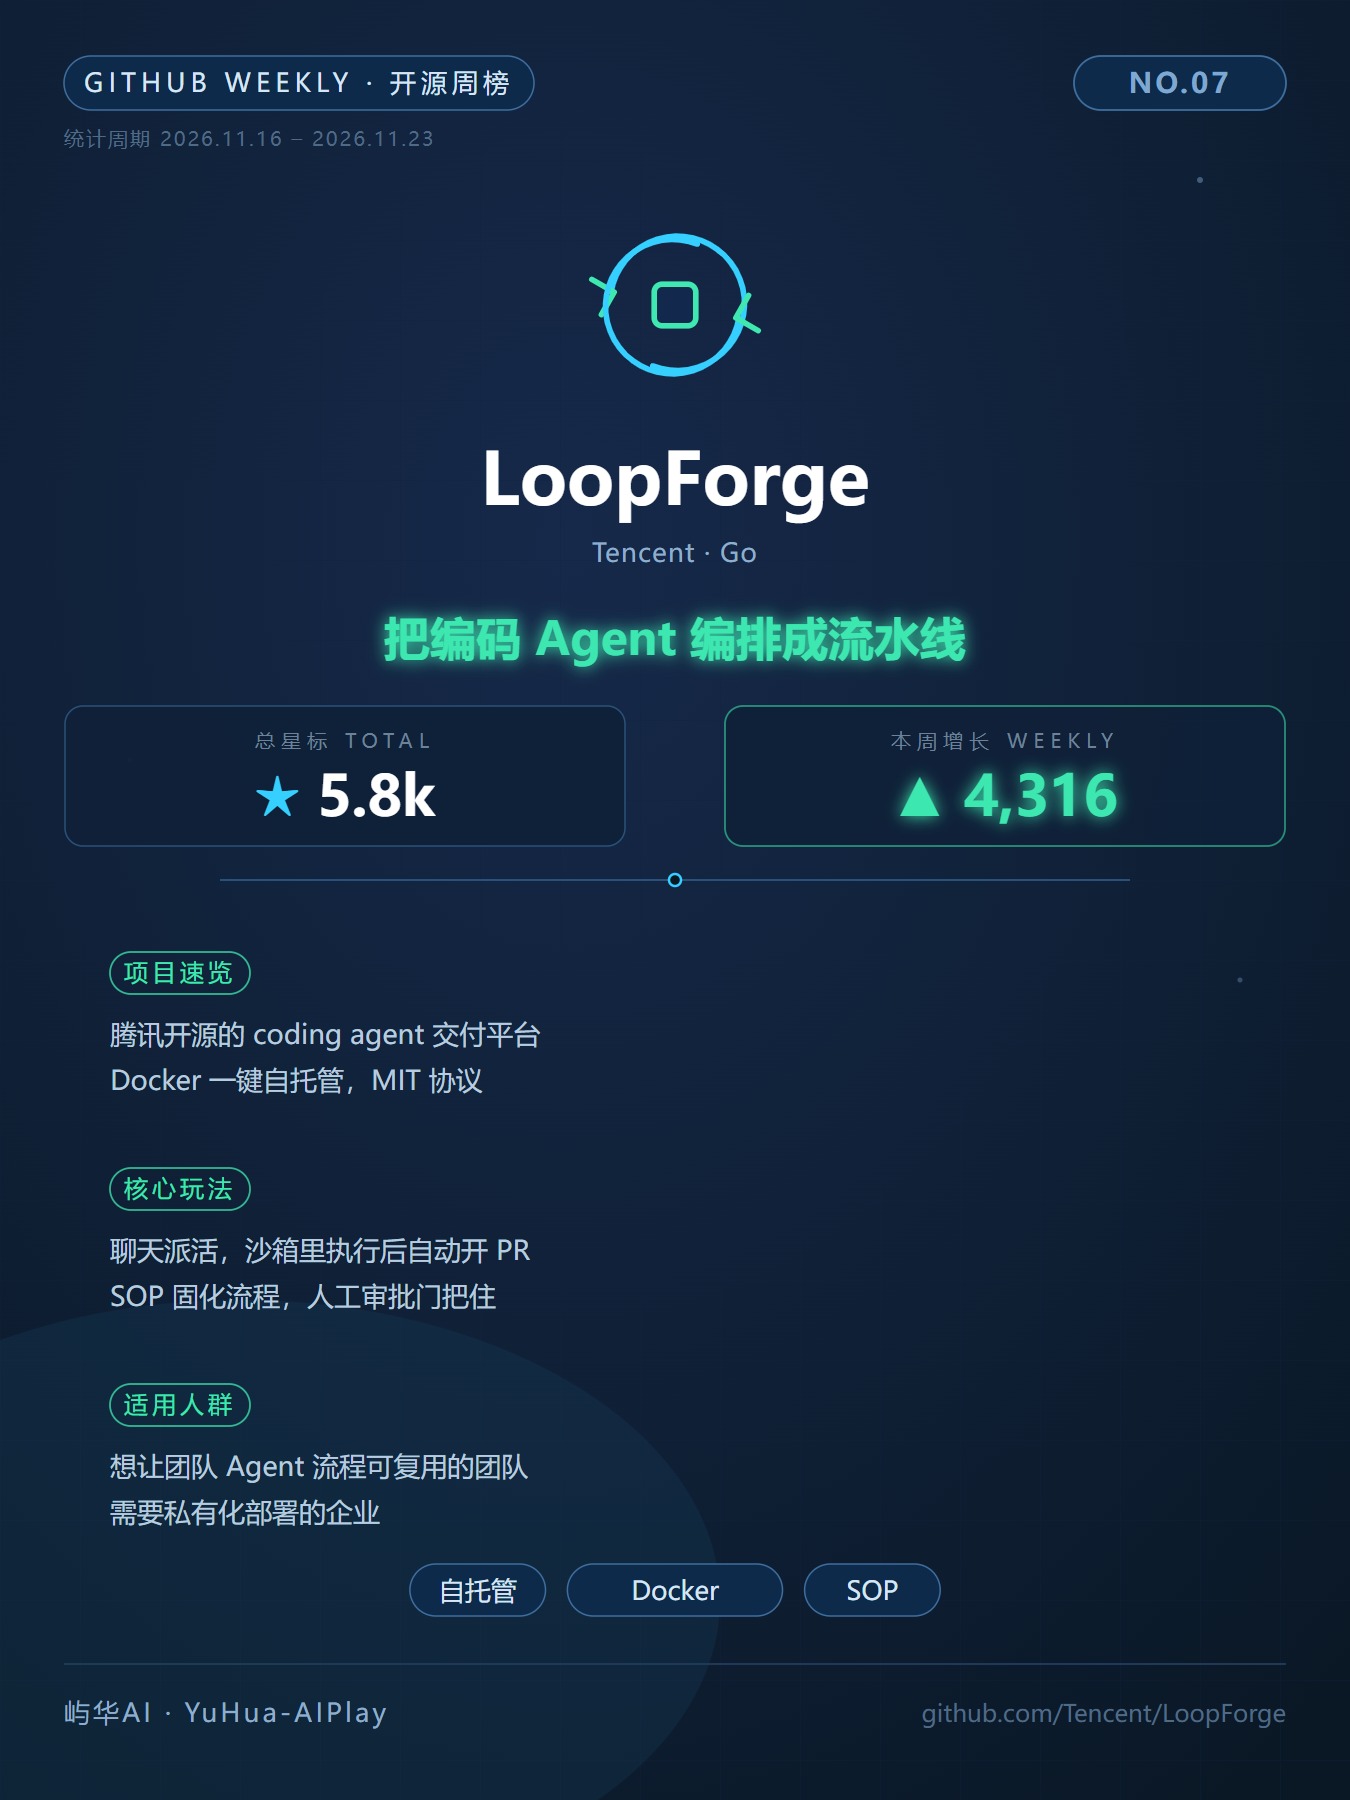 GITHUB WEEKLY · 开源周榜
NO.07
统计周期 2026.11.16 – 2026.11.23
LoopForge
Tencent · Go
把编码 Agent 编排成流水线
总星标 TOTAL
★ 5.8k
本周增长 WEEKLY
▲ 4,316
项目速览
腾讯开源的 coding agent 交付平台
Docker 一键自托管，MIT 协议
核心玩法
聊天派活，沙箱里执行后自动开 PR
SOP 固化流程，人工审批门把住
适用人群
想让团队 Agent 流程可复用的团队
需要私有化部署的企业
自托管
Docker
SOP
屿华AI · YuHua-AIPlay
github.com/Tencent/LoopForge